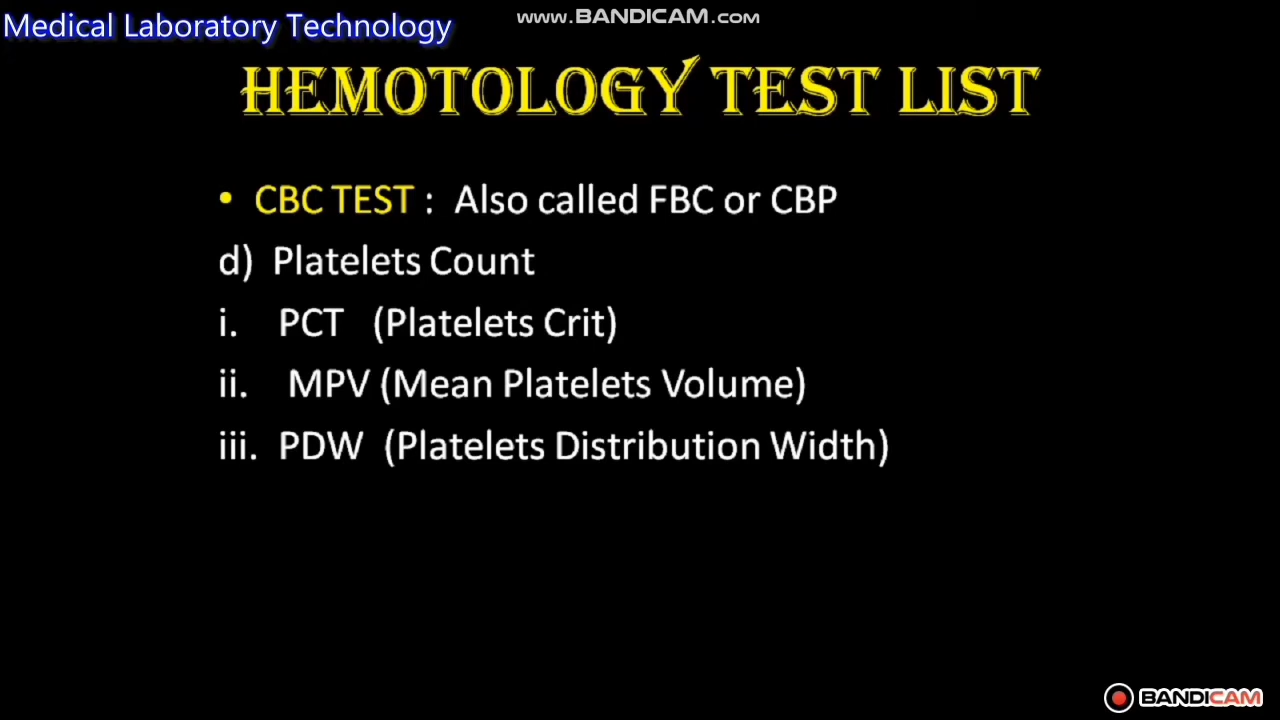 www.BANDICAM.com
Medical Laboratory Technology
HEMOTOLOGY TEST LIST
• CBC TEST : Also called FBC or CBP
d) Platelets Count
i. PCT (Platelets Crit)
ii. MPV (Mean Platelets Volume)
iii. PDW (Platelets Distribution Width)
BANDICAM